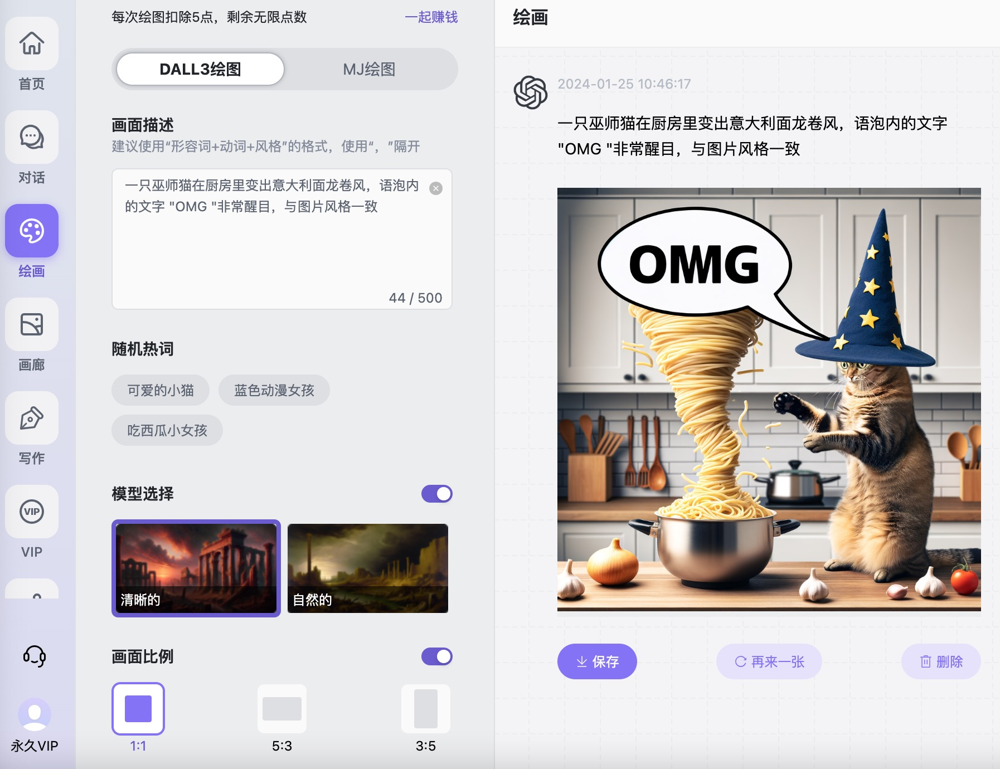 首页
对话
绘画
画廊
写作
VIP
VIP
永久VIP
每次绘图扣除5点，剩余无限点数
一起赚钱
DALL3绘图
MJ绘图
画面描述
建议使用“形容词+动词+风格”的格式，使用“，”隔开
一只巫师猫在厨房里变出意大利面龙卷风，语泡内
的文字 "OMG "非常醒目，与图片风格一致
44 / 500
随机热词
可爱的小猫
蓝色动漫女孩
吃西瓜小女孩
模型选择
清晰的
自然的
画面比例
1:1
5:3
3:5
绘画
2024-01-25 10:46:17
一只巫师猫在厨房里变出意大利面龙卷风，语泡内的文字
"OMG "非常醒目，与图片风格一致
OMG
保存
再来一张
删除